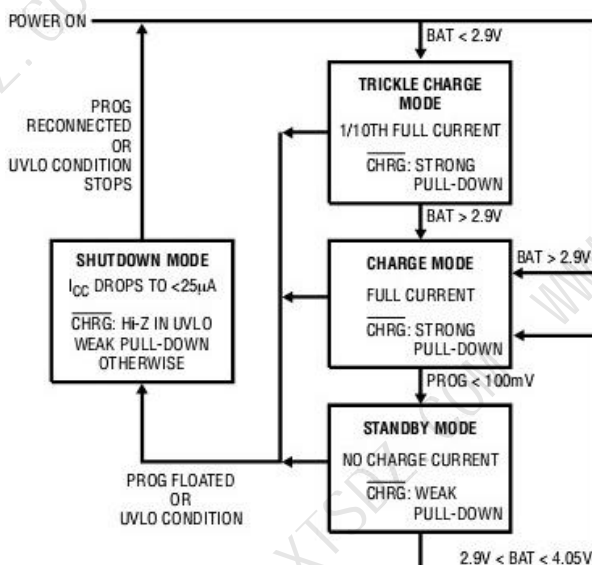 POWER ON
BAT < 2.9V
TRICKLE CHARGE
MODE
1/10TH FULL CURRENT
CHRG: STRONG
PULL-DOWN
PROG
RECONNECTED
OR
UVLO CONDITION
STOPS
BAT > 2.9V
SHUTDOWN MODE
ICC DROPS TO <25μA
CHRG: Hi-Z IN UVLO
WEAK PULL-DOWN
OTHERWISE
CHARGE MODE
FULL CURRENT
CHRG: STRONG
PULL-DOWN
BAT > 2.9V
PROG < 100mV
STANDBY MODE
NO CHARGE CURRENT
CHRG: WEAK
PULL-DOWN
PROG FLOATED
OR
UVLO CONDITION
2.9V < BAT < 4.05V